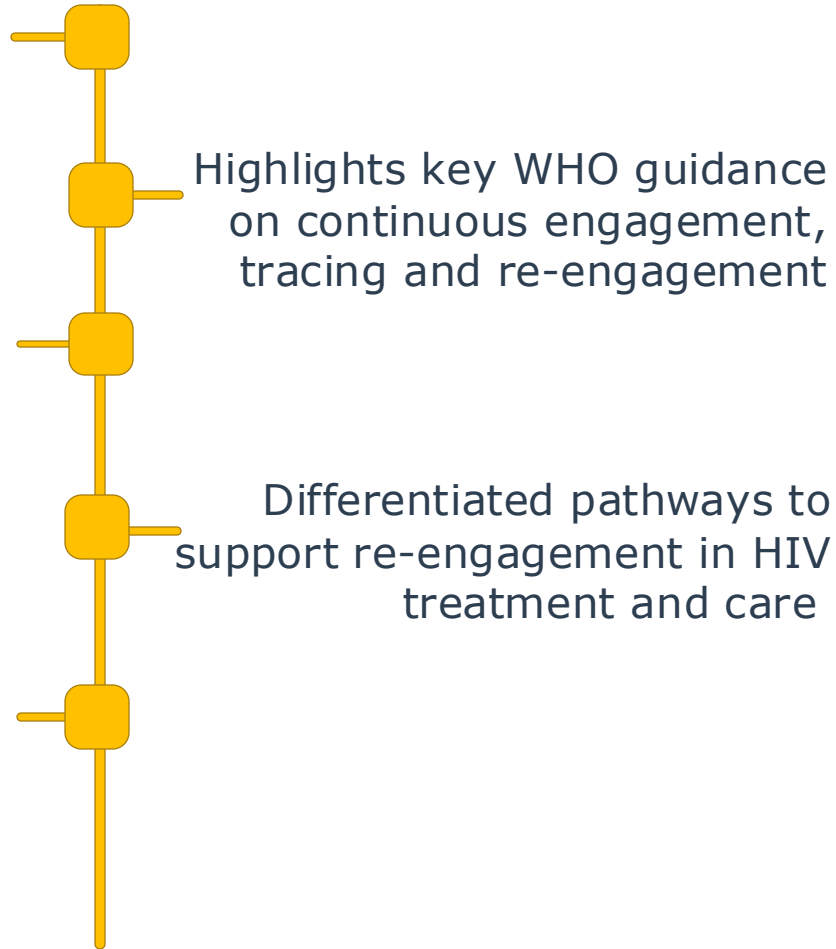 Highlights key WHO guidance
on continuous engagement,
tracing and re-engagement
Differentiated pathways to
support re-engagement in HIV
treatment and care